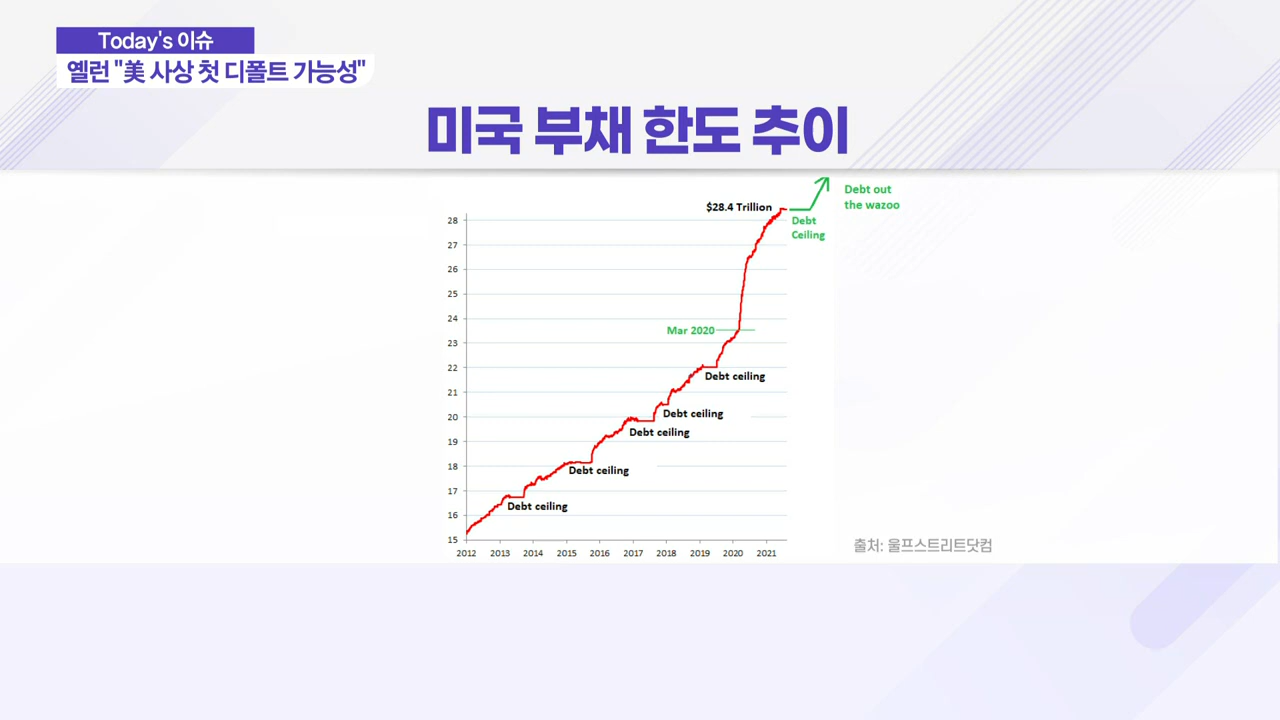 Today's 이슈
옐런 "美 사상 첫 디폴트 가능성"
미국 부채 한도 추이
$28.4 Trillion
Debt out
the wazoo
Debt
Ceiling
28
27
26
25
24
Mar 2020
23
22
Debt ceiling
21
20
Debt ceiling
Debt ceiling
19
18
Debt ceiling
17
Debt ceiling
16
15
2012 2013 2014 2015 2016 2017 2018 2019 2020 2021
출처: 울프스트리트닷컴